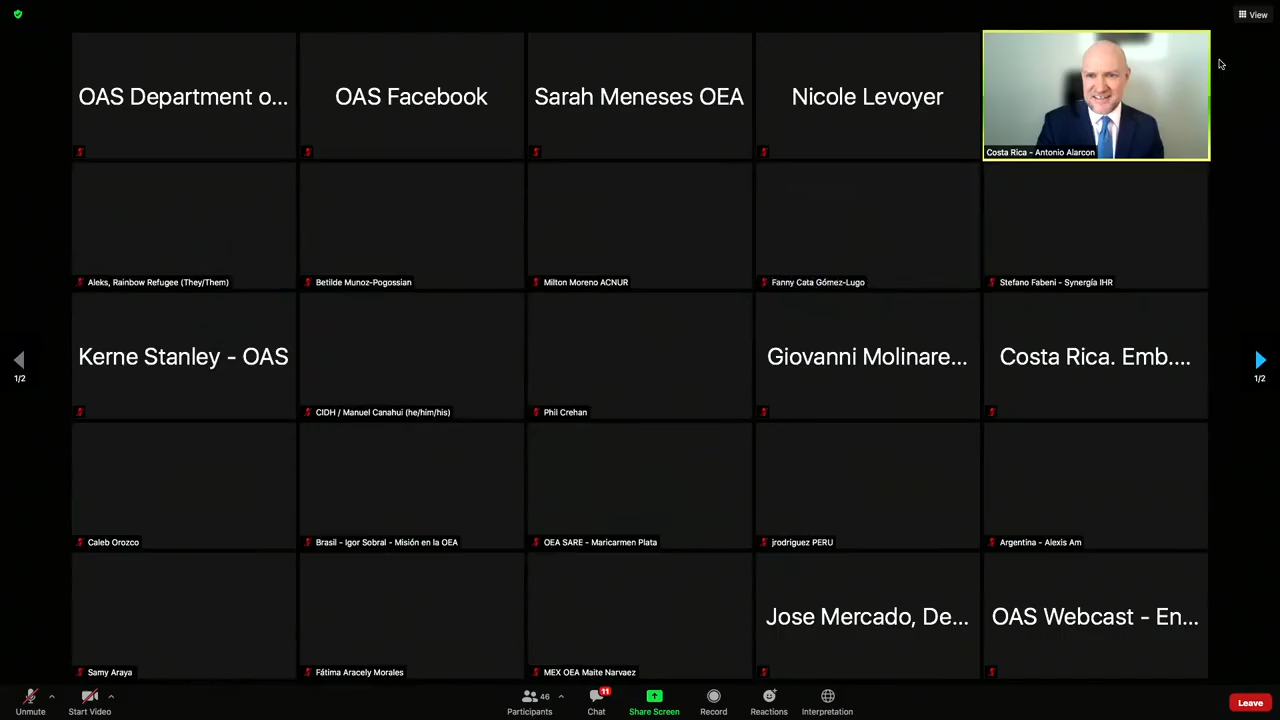 View
OAS Department o...
OAS Facebook
Sarah Meneses OEA
Nicole Levoyer
Costa Rica - Antonio Alarcon
Aleks, Rainbow Refugee (They/Them)
Betilde Munoz-Pogossian
Milton Moreno ACNUR
Fanny Cata Gómez-Lugo
Stefano Fabeni - Synergía IHR
Kerne Stanley - OAS
CIDH / Manuel Canahui (he/him/his)
Phil Crehan
Giovanni Molinare...
Costa Rica. Emb....
1/2
1/2
Caleb Orozco
Brasil - Igor Sobral - Misión en la OEA
OEA SARE - Maricarmen Plata
jrodriguez PERU
Argentina - Alexis Am
Samy Araya
Fátima Aracely Morales
MEX OEA Maite Narvaez
Jose Mercado, De...
OAS Webcast - En...
Unmute
Start Video
46
Participants
11
Chat
Share Screen
Record
Reactions
Interpretation
Leave